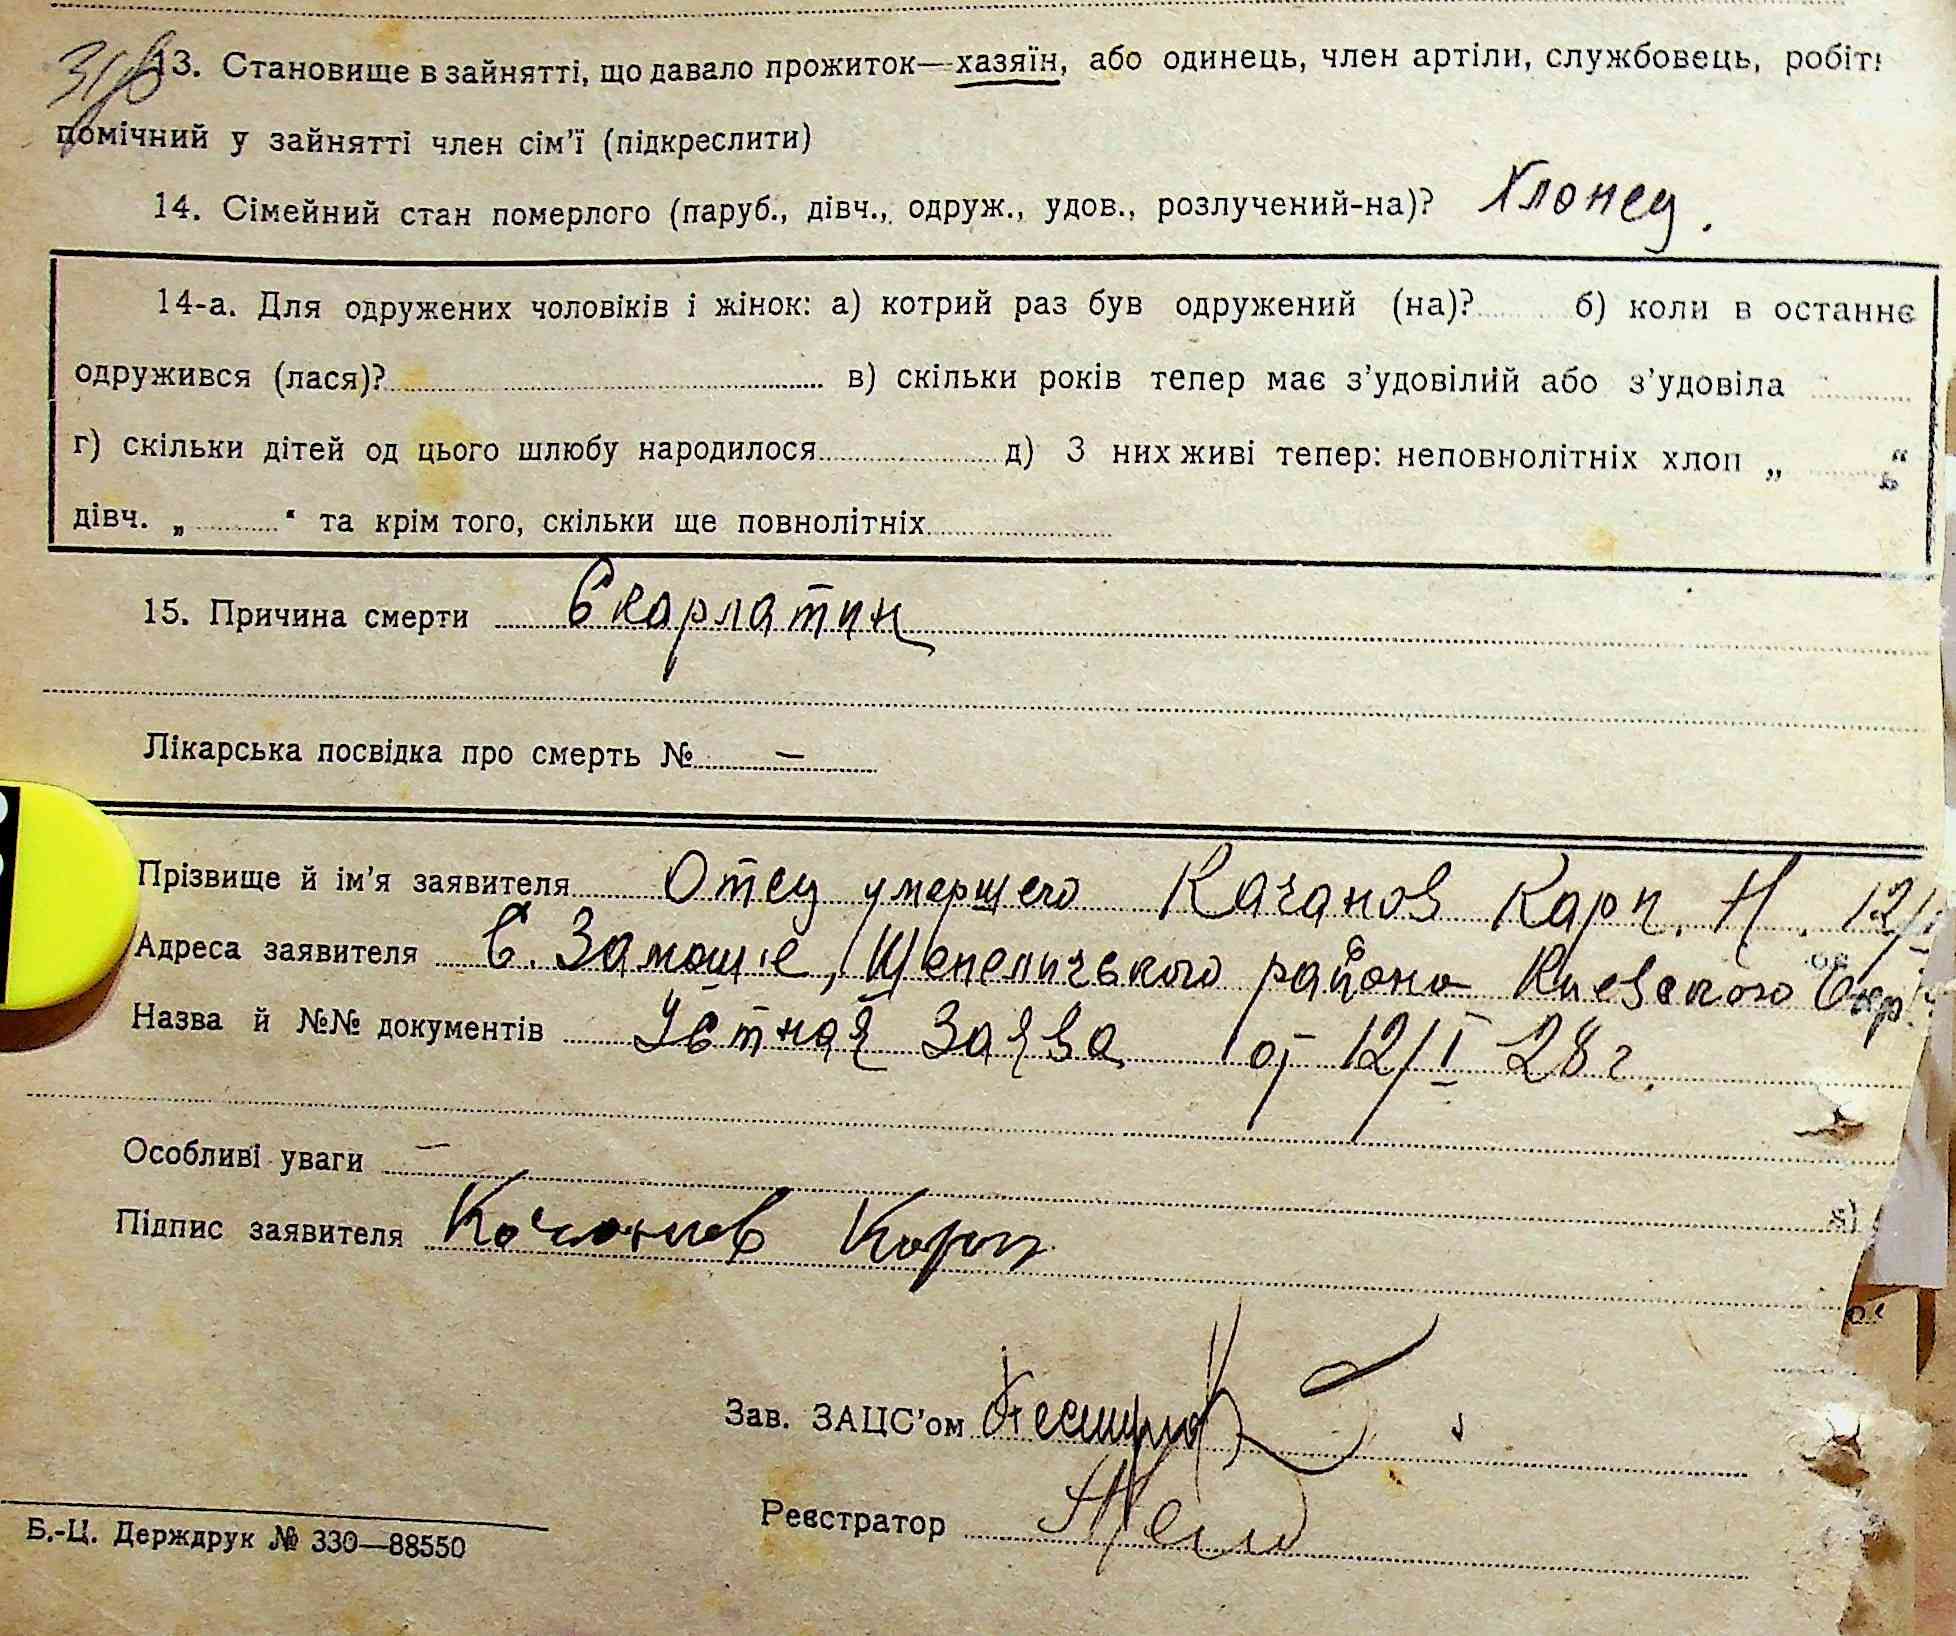 13. Становище в зайнятті, що давало прожиток—хазяїн, або одинець, член артіли, службовець, робіт
помічний у зайнятті член сім’ї (підкреслити)
14. Сімейний стан померлого (паруб., дівч., одруж., удов., розлучений-на)? Хлопец.
14-а. Для одружених чоловіків і жінок: а) котрий раз був одружений (на)? б) коли в останнє
одружився (лася)? в) скільки років тепер має з’удовілий або з’удовіла
г) скільки дітей од цього шлюбу народилося д) З них живі тепер: неповнолітніх хлоп „ “
дівч. „ “ та крім того, скільки ще повнолітніх
15. Причина смерти Скарлатин
Лікарська посвідка про смерть № —
Прізвище й ім’я заявителя Отец умершего Качанов Карп. Н. 12/
Адреса заявителя С. Замошье, Шепеличского района Киевского Окр.
Назва й №№ документів Устная Заява от 12/I 28 г.
Особливі уваги —
Підпис заявителя Качанов Карп
Зав. ЗАЦС’ом
Реєстратор
Б.-Ц. Держдрук № 330—88550